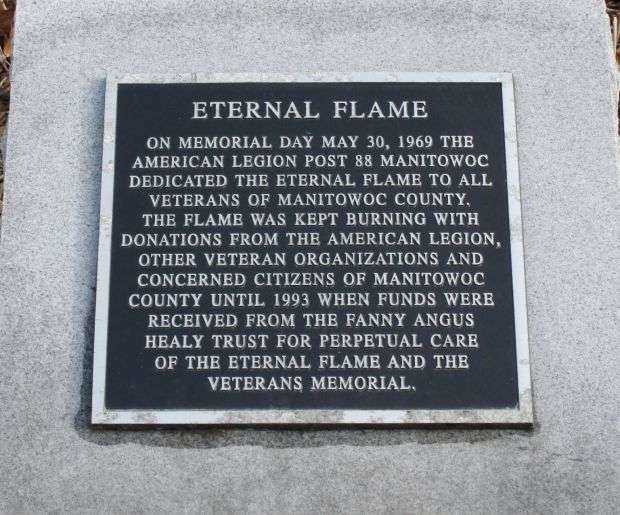 ETERNAL FLAME
ON MEMORIAL DAY MAY 30, 1969 THE
AMERICAN LEGION POST 88 MANITOWOC
DEDICATED THE ETERNAL FLAME TO ALL
VETERANS OF MANITOWOC COUNTY.
THE FLAME WAS KEPT BURNING WITH
DONATIONS FROM THE AMERICAN LEGION,
OTHER VETERAN ORGANIZATIONS AND
CONCERNED CITIZENS OF MANITOWOC
COUNTY UNTIL 1993 WHEN FUNDS WERE
RECEIVED FROM THE FANNY ANGUS
HEALY TRUST FOR PERPETUAL CARE
OF THE ETERNAL FLAME AND THE
VETERANS MEMORIAL.